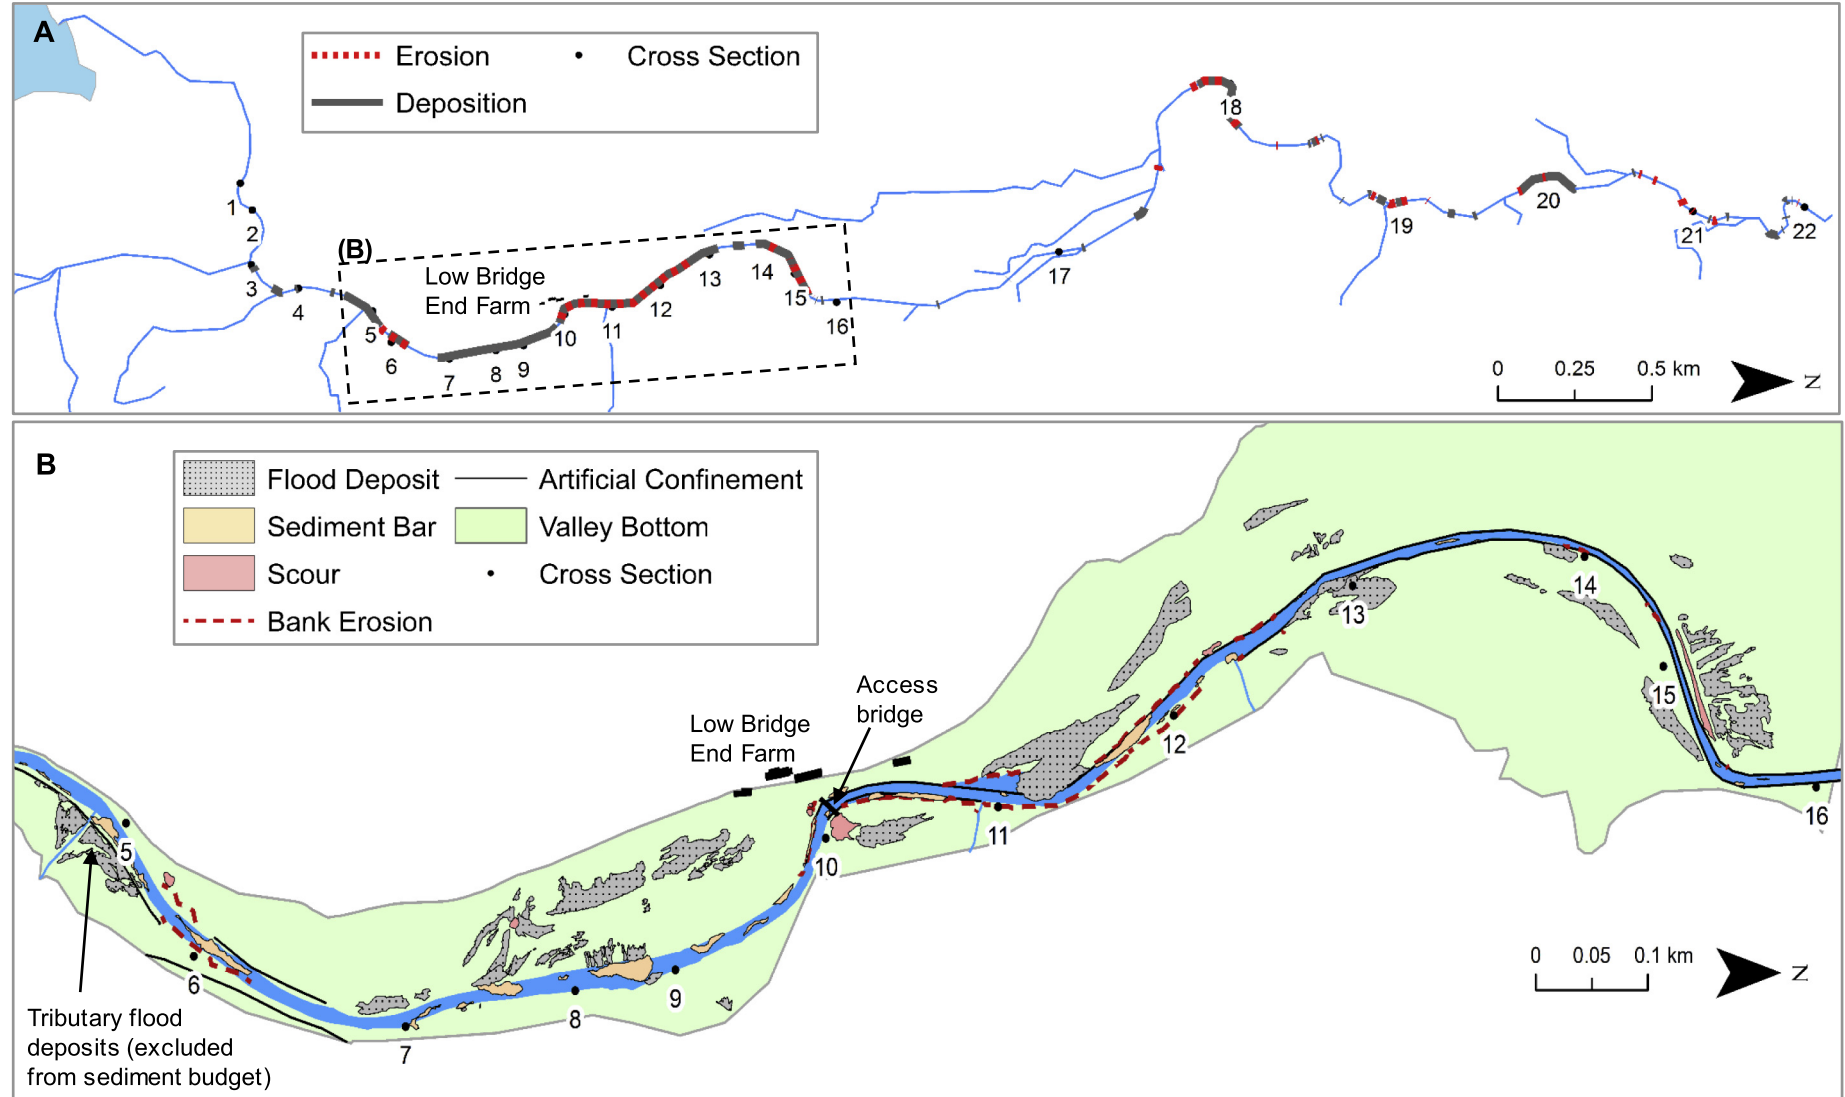 A
Erosion
Cross Section
Deposition
1
2
3
4
(B)
Low Bridge
End Farm
5
6
7
8
9
10
11
12
13
14
15
16
17
18
19
20
21
22
0 0.25 0.5 km
N
B
Flood Deposit
Artificial Confinement
Sediment Bar
Valley Bottom
Scour
Cross Section
Bank Erosion
Access
bridge
Low Bridge
End Farm
5
6
7
8
9
10
11
12
13
14
15
16
0 0.05 0.1 km
N
Tributary flood
deposits (excluded
from sediment budget)